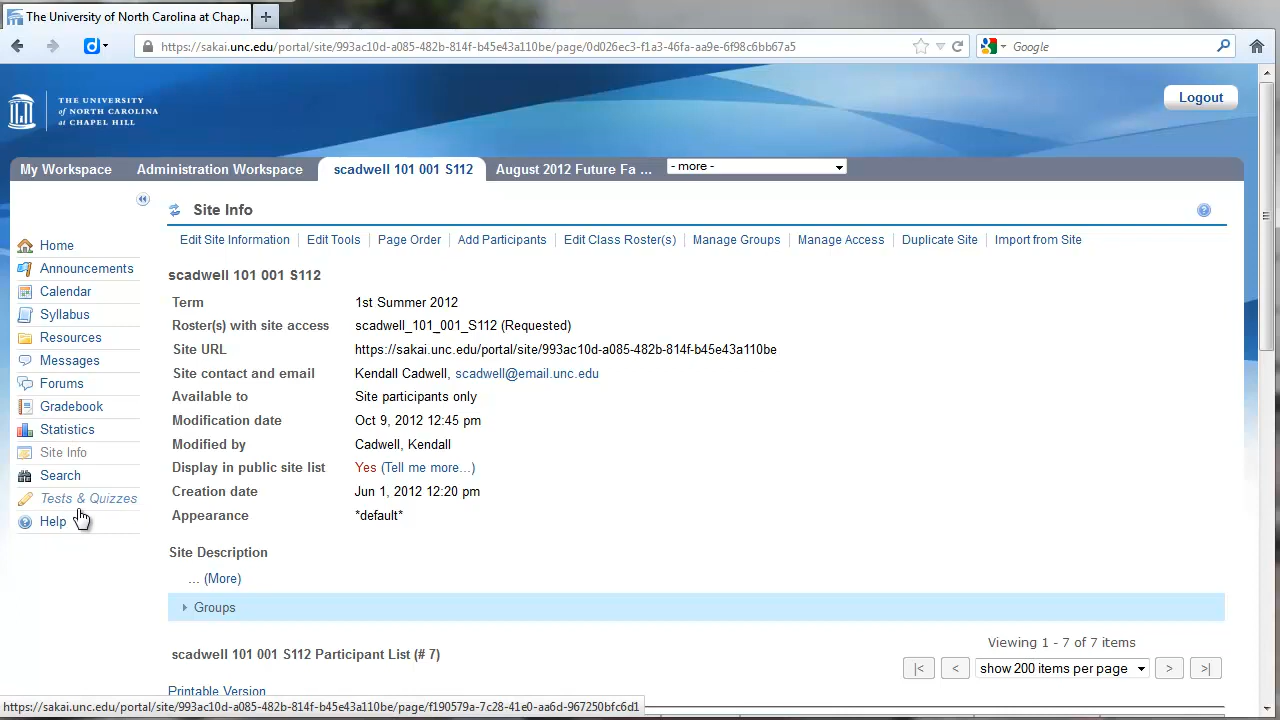 The University of North Carolina at Chap...
https://sakai.unc.edu/portal/site/993ac10d-a085-482b-814f-b45e43a110be/page/0d026ec3-f1a3-46fa-aa9e-6f98c6bb67a5
Google
THE UNIVERSITY
of NORTH CAROLINA
at CHAPEL HILL
Logout
My Workspace
Administration Workspace
scadwell 101 001 S112
August 2012 Future Fa ...
- more -
Site Info
Edit Site Information
Edit Tools
Page Order
Add Participants
Edit Class Roster(s)
Manage Groups
Manage Access
Duplicate Site
Import from Site
Home
Announcements
Calendar
Syllabus
Resources
Messages
Forums
Gradebook
Statistics
Site Info
Search
Tests & Quizzes
Help
scadwell 101 001 S112
Term 1st Summer 2012
Roster(s) with site access scadwell_101_001_S112 (Requested)
Site URL https://sakai.unc.edu/portal/site/993ac10d-a085-482b-814f-b45e43a110be
Site contact and email Kendall Cadwell, scadwell@email.unc.edu
Available to Site participants only
Modification date Oct 9, 2012 12:45 pm
Modified by Cadwell, Kendall
Display in public site list Yes (Tell me more...)
Creation date Jun 1, 2012 12:20 pm
Appearance *default*
Site Description
... (More)
Groups
Viewing 1 - 7 of 7 items
scadwell 101 001 S112 Participant List (# 7)
|< < show 200 items per page > >|
Printable Version
https://sakai.unc.edu/portal/site/993ac10d-a085-482b-814f-b45e43a110be/page/f190579a-7c28-41e0-aa6d-967250bfc6d1